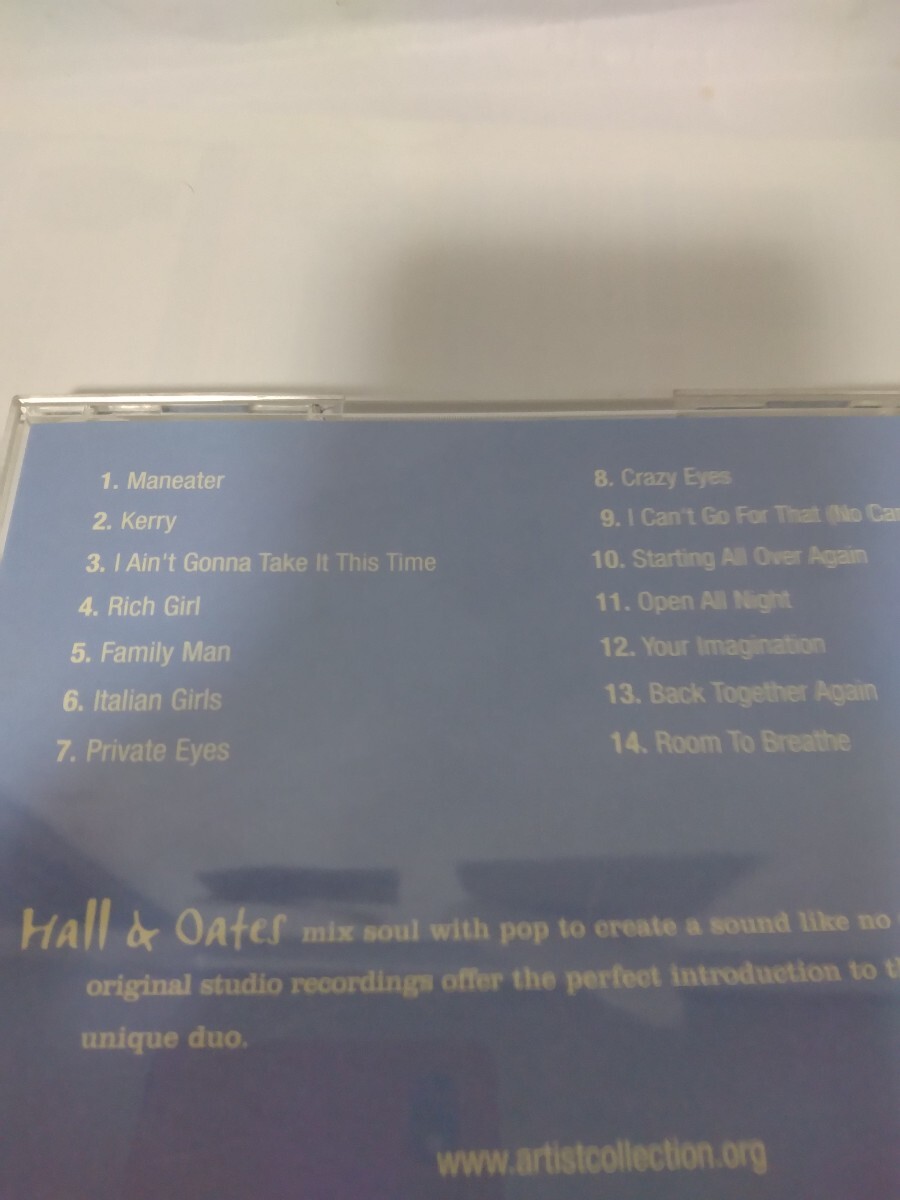 1. Maneater
2. Kerry
3. I Ain't Gonna Take It This Time
4. Rich Girl
5. Family Man
6. Italian Girls
7. Private Eyes
8. Crazy Eyes
9. I Can't Go For That (No Can
10. Starting All Over Again
11. Open All Night
12. Your Imagination
13. Back Together Again
14. Room To Breathe
Hall & Oates mix soul with pop to create a sound like no
original studio recordings offer the perfect introduction to
unique duo.
www.artistcollection.org